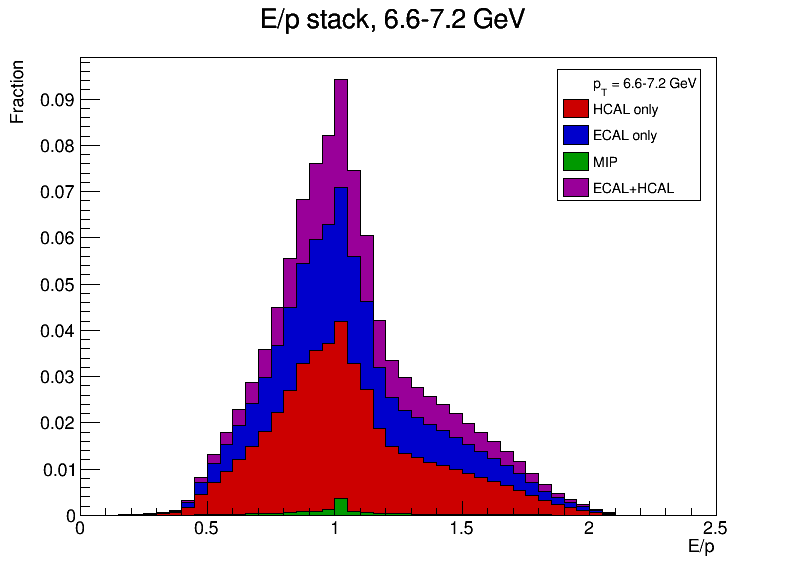 E/p stack, 6.6-7.2 GeV
Fraction
p_T = 6.6-7.2 GeV
HCAL only
ECAL only
MIP
ECAL+HCAL
0.09
0.08
0.07
0.06
0.05
0.04
0.03
0.02
0.01
0
0 0.5 1 1.5 2 2.5
E/p